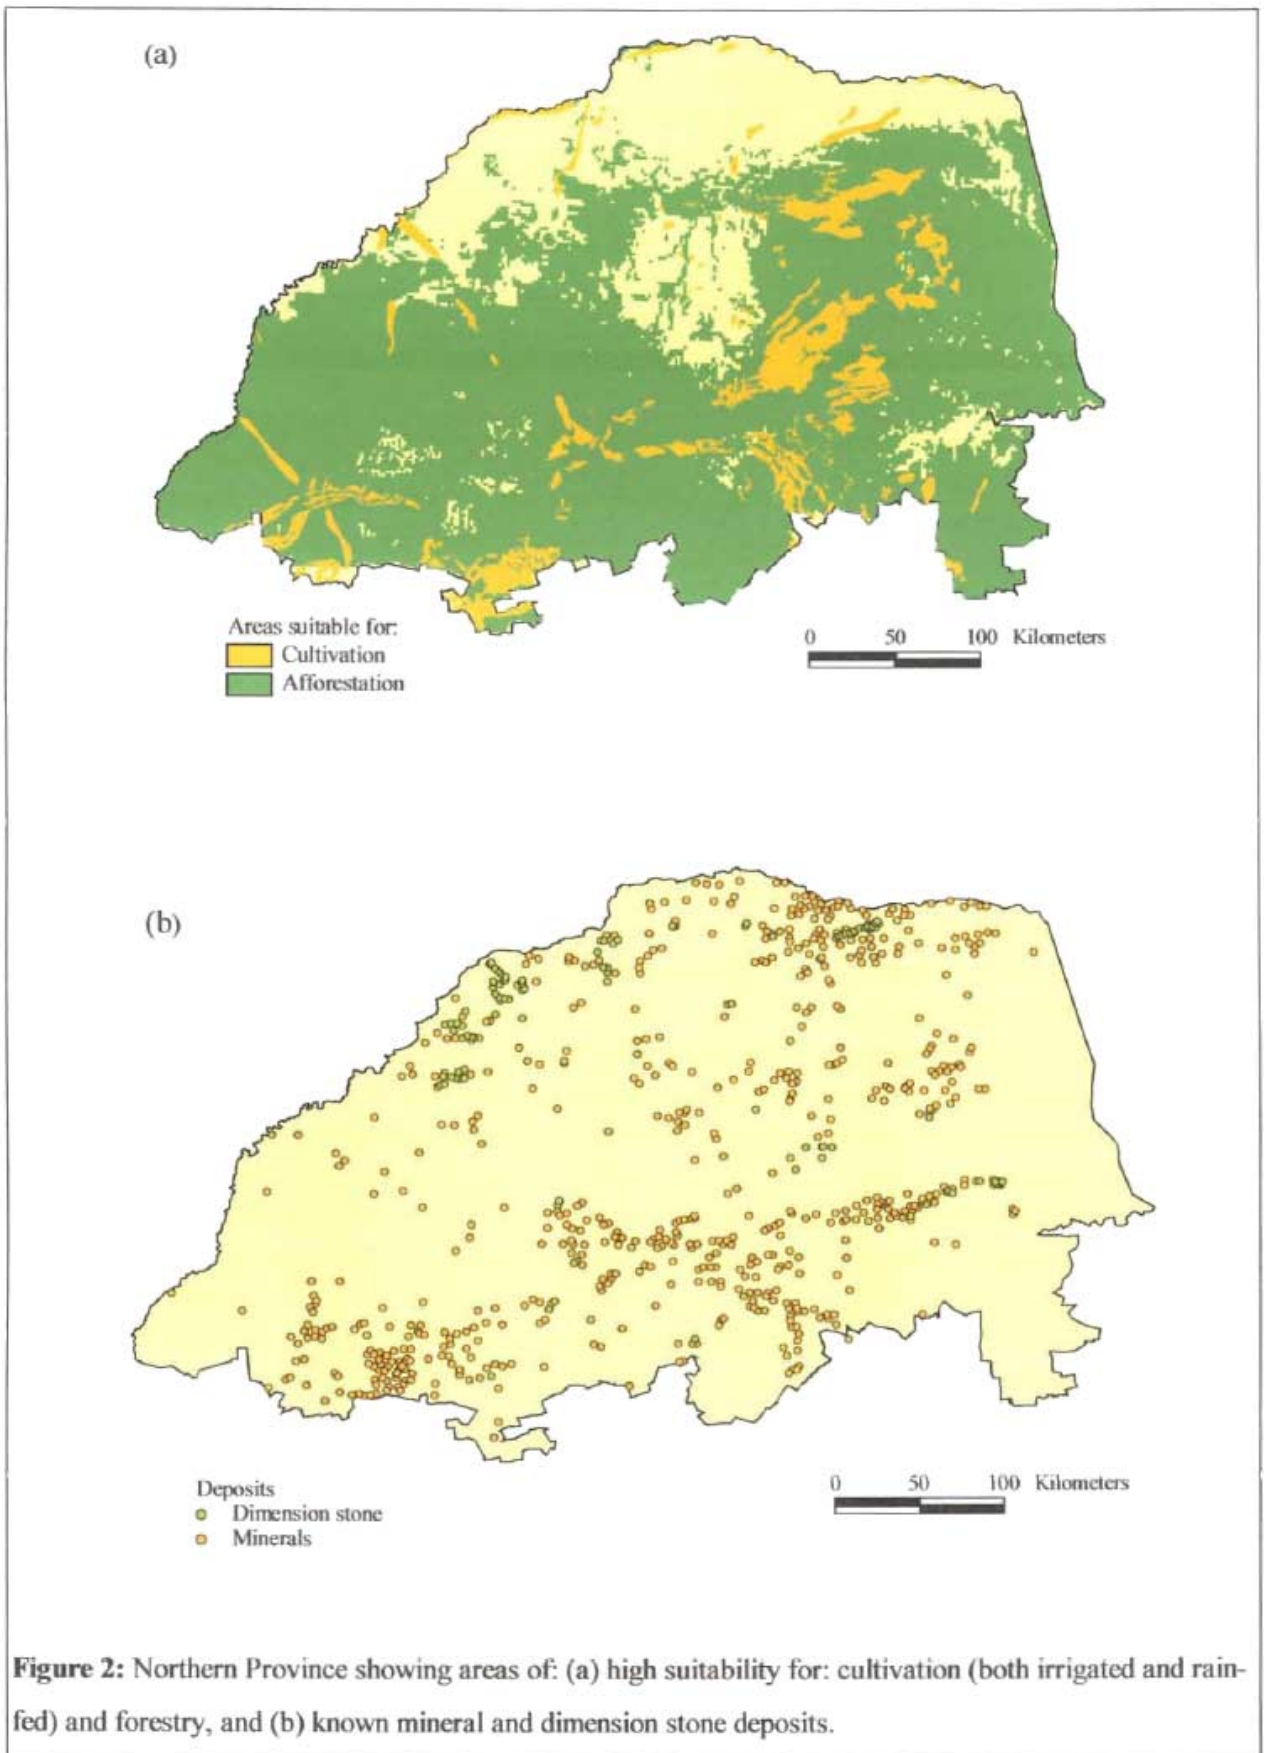 (a)
Areas suitable for:
Cultivation
Afforestation
0 50 100 Kilometers
(b)
Deposits
Dimension stone
Minerals
0 50 100 Kilometers
Figure 2: Northern Province showing areas of: (a) high suitability for: cultivation (both irrigated and rain-
fed) and forestry, and (b) known mineral and dimension stone deposits.